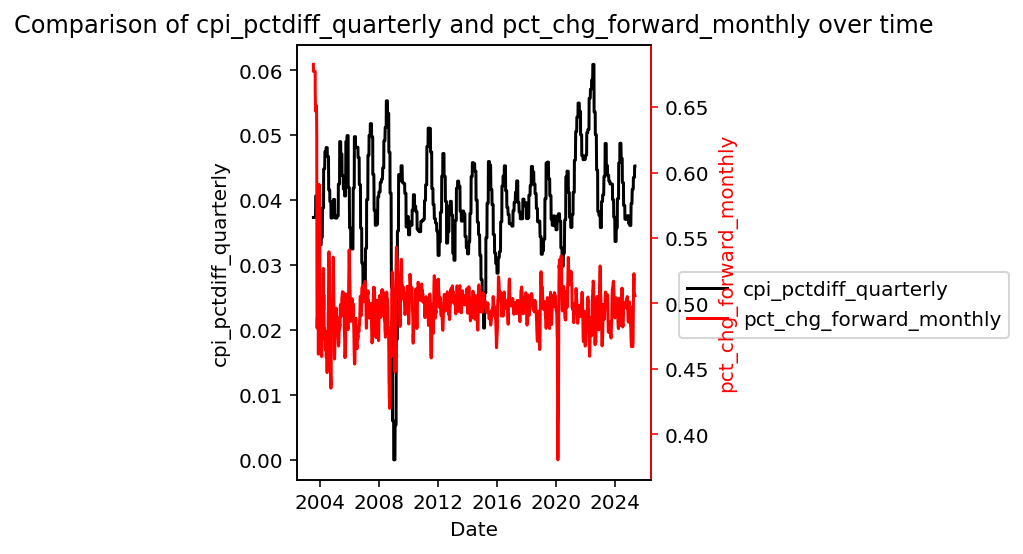 Comparison of cpi_pctdiff_quarterly and pct_chg_forward_monthly over time
0.06
0.05
0.04
0.03
0.02
0.01
0.00
cpi_pctdiff_quarterly
0.65
0.60
0.55
0.50
0.45
0.40
pct_chg_forward_monthly
cpi_pctdiff_quarterly
pct_chg_forward_monthly
2004 2008 2012 2016 2020 2024
Date